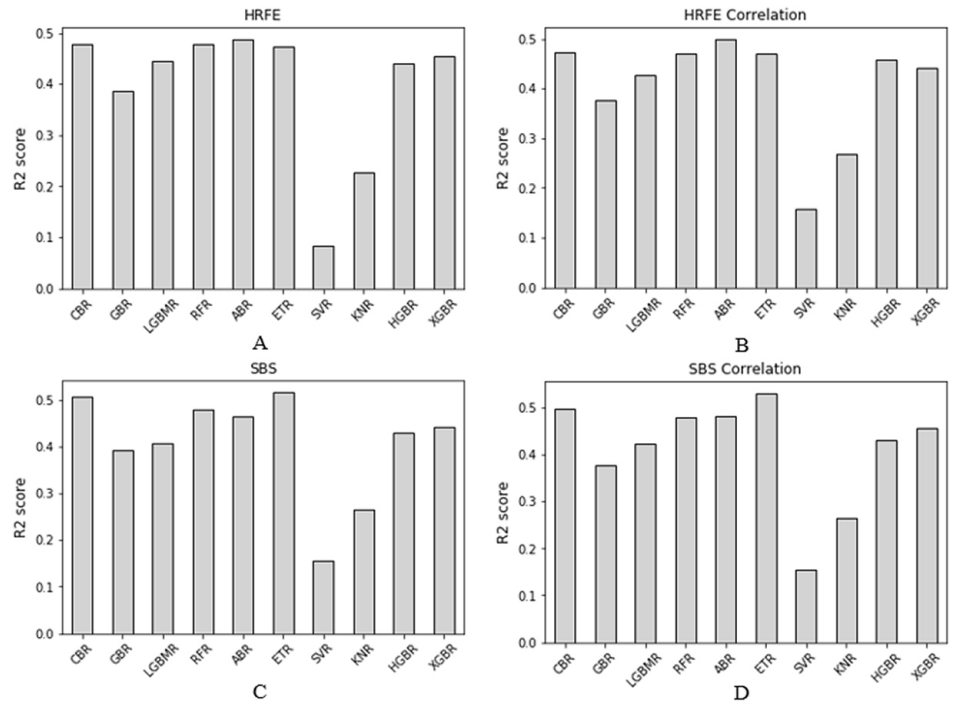 HRFE
R2 score
0.5
0.4
0.3
0.2
0.1
0.0
CBR GBR LGBMR RFR ABR ETR SVR KNR HGBR XGBR
A
HRFE Correlation
R2 score
0.5
0.4
0.3
0.2
0.1
0.0
CBR GBR LGBMR RFR ABR ETR SVR KNR HGBR XGBR
B
SBS
R2 score
0.5
0.4
0.3
0.2
0.1
0.0
CBR GBR LGBMR RFR ABR ETR SVR KNR HGBR XGBR
C
SBS Correlation
R2 score
0.5
0.4
0.3
0.2
0.1
0.0
CBR GBR LGBMR RFR ABR ETR SVR KNR HGBR XGBR
D